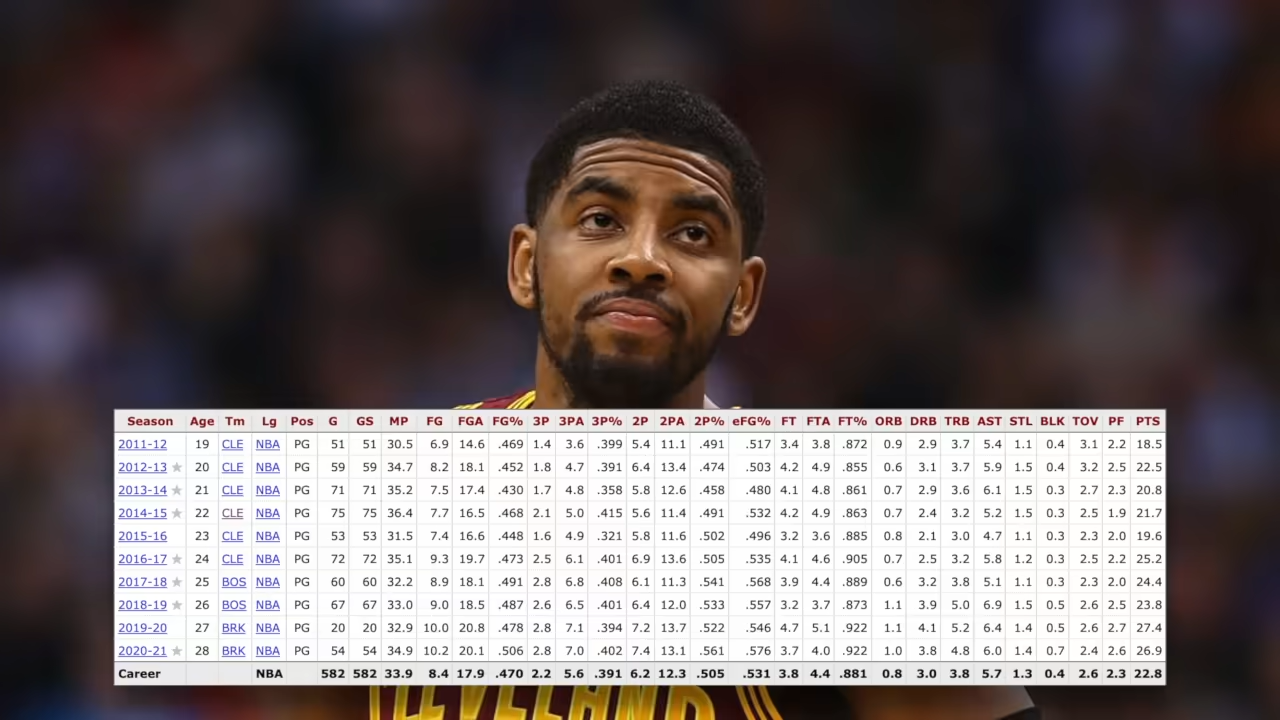 Season Age Tm Lg Pos G GS MP FG FGA FG% 3P 3PA 3P% 2P 2PA 2P% eFG% FT FTA FT% ORB DRB TRB AST STL BLK TOV PF PTS
2011-12 19 CLE NBA PG 51 51 30.5 6.9 14.6 .469 1.4 3.6 .399 5.4 11.1 .491 .517 3.4 3.8 .872 0.9 2.9 3.7 5.4 1.1 0.4 3.1 2.2 18.5
2012-13 ★ 20 CLE NBA PG 59 59 34.7 8.2 18.1 .452 1.8 4.7 .391 6.4 13.4 .474 .503 4.2 4.9 .855 0.6 3.1 3.7 5.9 1.5 0.4 3.2 2.5 22.5
2013-14 ★ 21 CLE NBA PG 71 71 35.2 7.5 17.4 .430 1.7 4.8 .358 5.8 12.6 .458 .480 4.1 4.8 .861 0.7 2.9 3.6 6.1 1.5 0.3 2.7 2.3 20.8
2014-15 ★ 22 CLE NBA PG 75 75 36.4 7.7 16.5 .468 2.1 5.0 .415 5.6 11.4 .491 .532 4.2 4.9 .863 0.7 2.4 3.2 5.2 1.5 0.3 2.5 1.9 21.7
2015-16 23 CLE NBA PG 53 53 31.5 7.4 16.6 .448 1.6 4.9 .321 5.8 11.6 .502 .496 3.2 3.6 .885 0.8 2.1 3.0 4.7 1.1 0.3 2.3 2.0 19.6
2016-17 ★ 24 CLE NBA PG 72 72 35.1 9.3 19.7 .473 2.5 6.1 .401 6.9 13.6 .505 .535 4.1 4.6 .905 0.7 2.5 3.2 5.8 1.2 0.3 2.5 2.2 25.2
2017-18 ★ 25 BOS NBA PG 60 60 32.2 8.9 18.1 .491 2.8 6.8 .408 6.1 11.3 .541 .568 3.9 4.4 .889 0.6 3.2 3.8 5.1 1.1 0.3 2.3 2.0 24.4
2018-19 ★ 26 BOS NBA PG 67 67 33.0 9.0 18.5 .487 2.6 6.5 .401 6.4 12.0 .533 .557 3.2 3.7 .873 1.1 3.9 5.0 6.9 1.5 0.5 2.6 2.5 23.8
2019-20 27 BRK NBA PG 20 20 32.9 10.0 20.8 .478 2.8 7.1 .394 7.2 13.7 .522 .546 4.7 5.1 .922 1.1 4.1 5.2 6.4 1.4 0.5 2.6 2.7 27.4
2020-21 ★ 28 BRK NBA PG 54 54 34.9 10.2 20.1 .506 2.8 7.0 .402 7.4 13.1 .561 .576 3.7 4.0 .922 1.0 3.8 4.8 6.0 1.4 0.7 2.4 2.6 26.9
Career NBA 582 582 33.9 8.4 17.9 .470 2.2 5.6 .391 6.2 12.3 .505 .531 3.8 4.4 .881 0.8 3.0 3.8 5.7 1.3 0.4 2.6 2.3 22.8
CLEVELAND